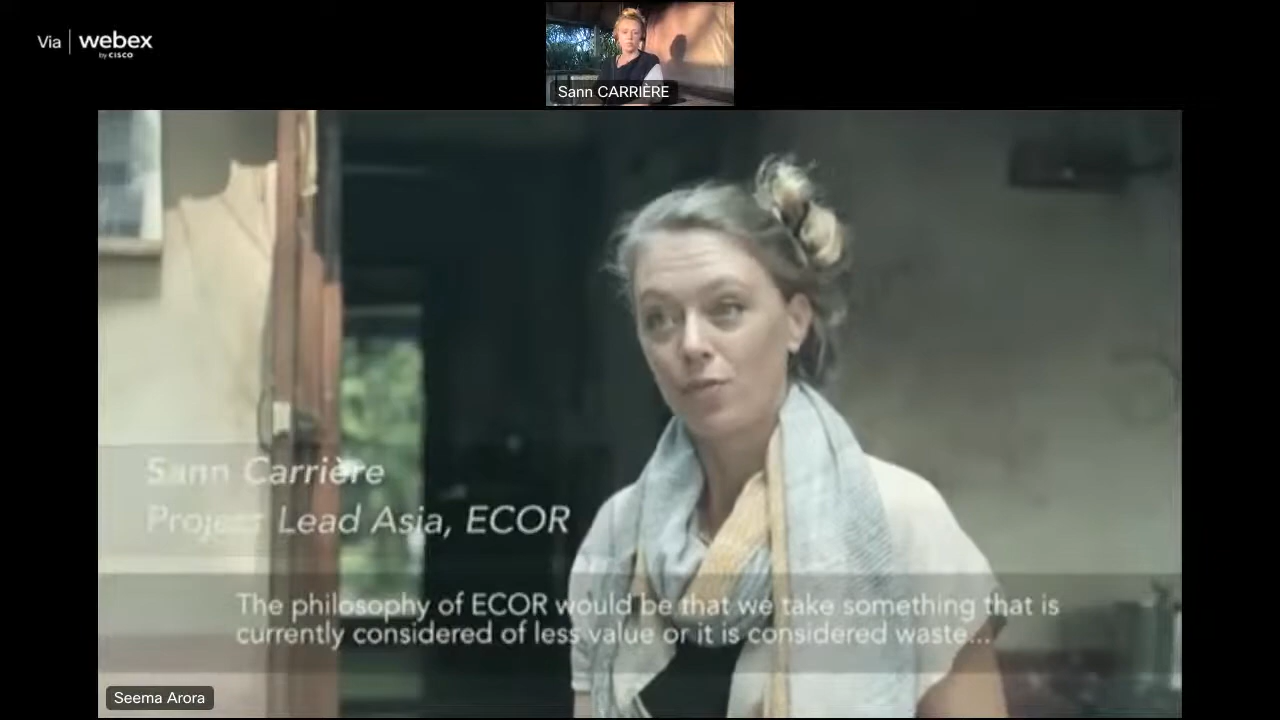 Via | webex
by CISCO
Sann CARRIÈRE
Sann Carrière
Project Lead Asia, ECOR
The philosophy of ECOR would be that we take something that is
currently considered of less value or it is considered waste...
Seema Arora